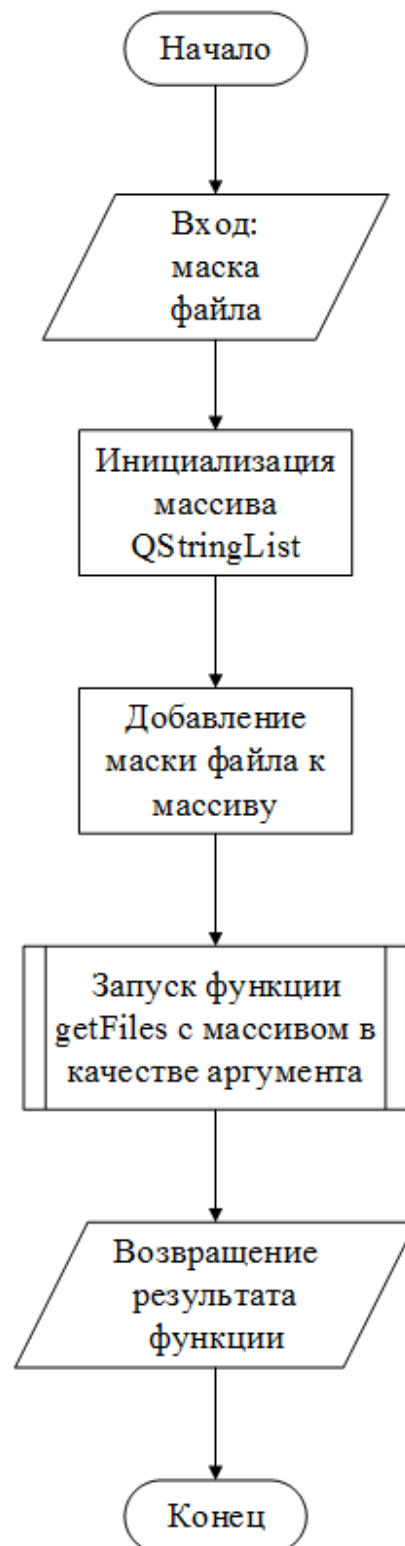 Начало
Вход:
маска
файла
Инициализация
массива
QStringList
Добавление
маски файла к
массиву
Запуск функции
getFiles с массивом в
качестве аргумента
Возвращение
результата
функции
Конец